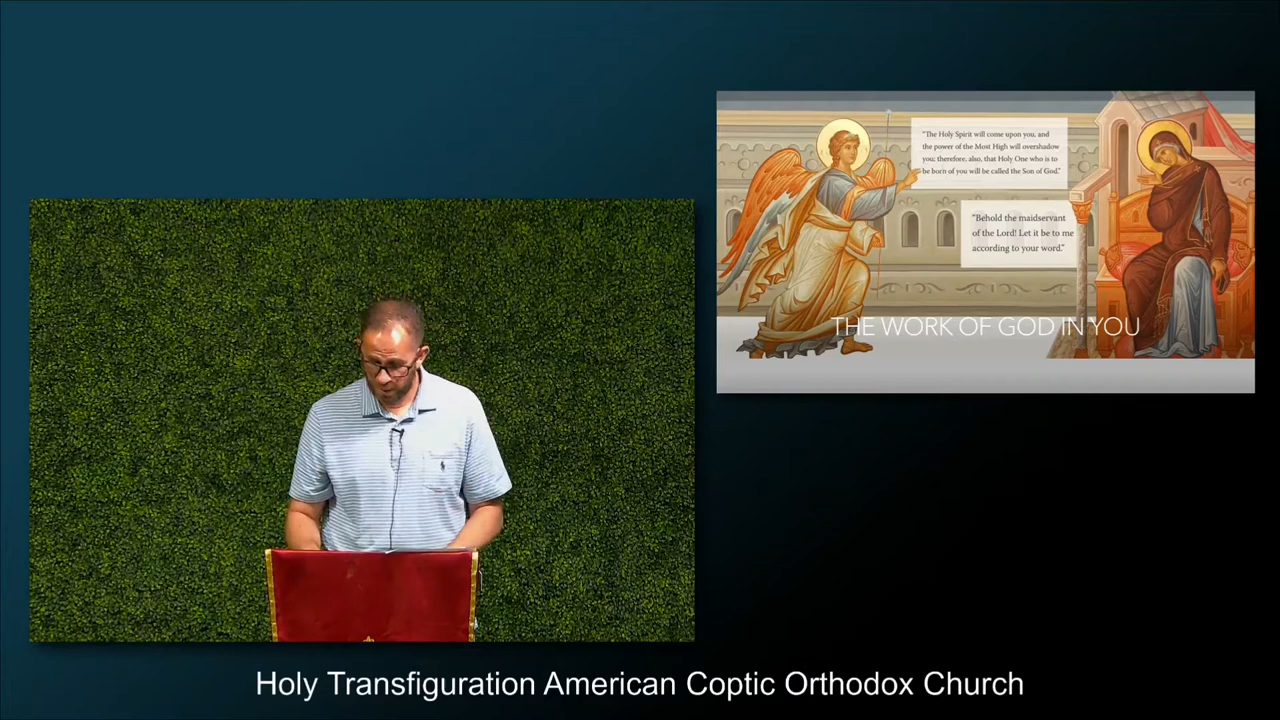 "The Holy Spirit will come upon you, and
the power of the Most High will overshadow
you; therefore, also, that Holy One who is to
be born of you will be called the Son of God."
"Behold the maidservant
of the Lord! Let it be to me
according to your word."
THE WORK OF GOD IN YOU
Holy Transfiguration American Coptic Orthodox Church